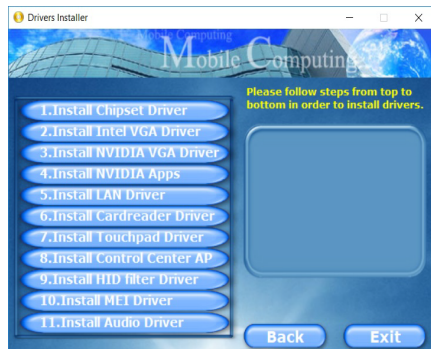 Drivers Installer
Mobile Computing
Mobile Computing
Please follow steps from top to
bottom in order to install drivers.
1.Install Chipset Driver
2.Install Intel VGA Driver
3.Install NVIDIA VGA Driver
4.Install NVIDIA Apps
5.Install LAN Driver
6.Install Cardreader Driver
7.Install Touchpad Driver
8.Install Control Center AP
9.Install HID filter Driver
10.Install MEI Driver
11.Install Audio Driver
Back
Exit